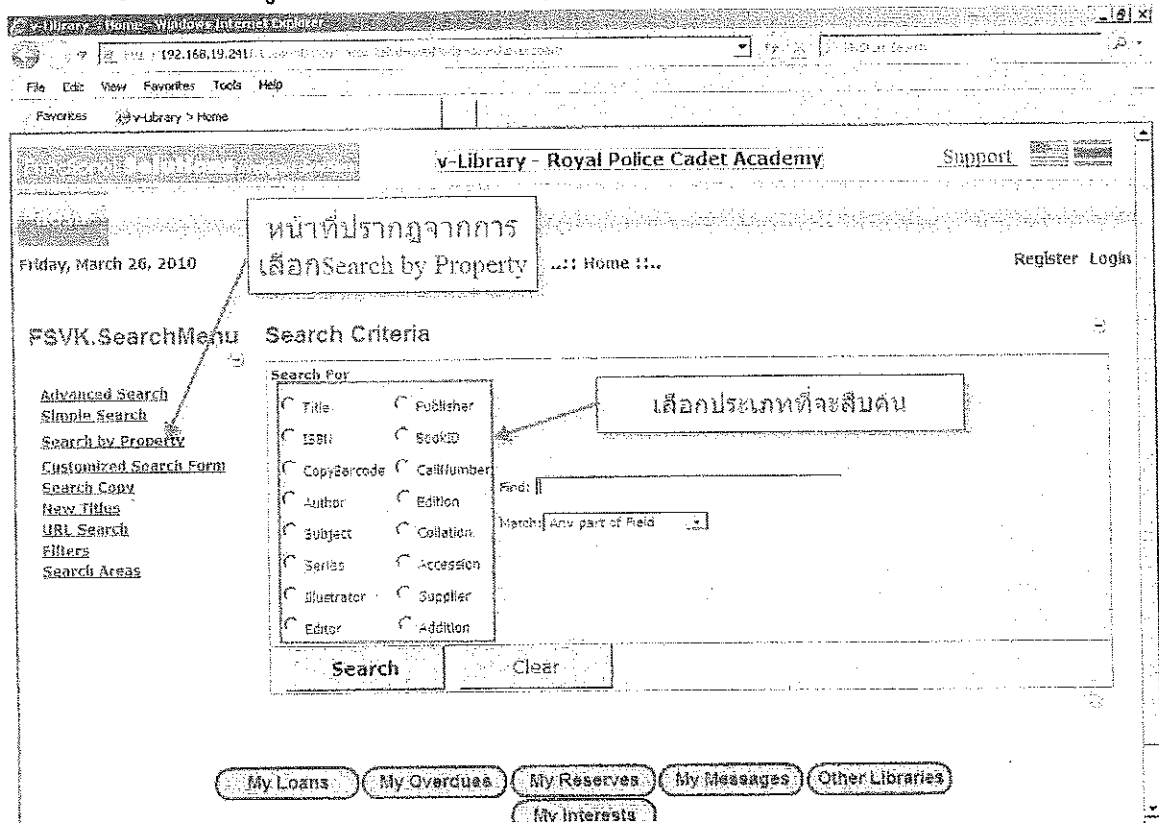 v-Library - Home - Windows Internet Explorer
192.168.19.241
File Edit View Favorites Tools Help
Favorites v-Library > Home
v-Library - Royal Police Cadet Academy
Support
หน้าที่ปรากฎจากการ
เลือกSearch by Property
Friday, March 26, 2010
..:: Home ::..
Register Login
FSVK.SearchMenu
Search Criteria
Advanced Search
Simple Search
Search by Property
Customized Search Form
Search Copy
New Titles
URL Search
Filters
Search Areas
Search For
Title Publisher
ISBN BookID
CopyBarcode CallNumber
Author Edition
Subject Collation
Series Accession
Illustrator Supplier
Editor Addition
เลือกประเภทที่จะสืบค้น
Find:
Match: Any part of Field
Search Clear
My Loans My Overdues My Reserves My Messages Other Libraries
My Interests